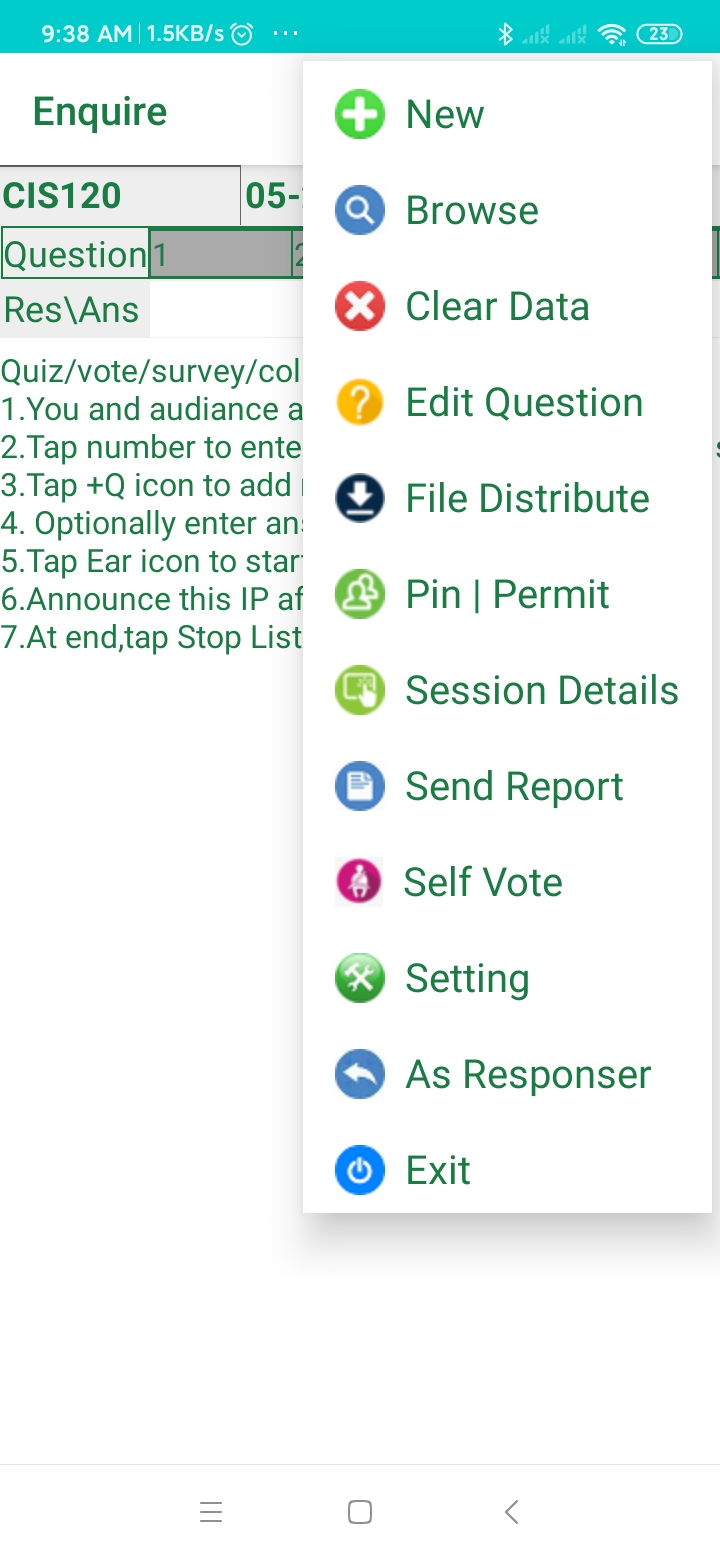 9:38 AM 1.5KB/s ... 23
Enquire
CIS120 05-
Question 1 2
Res\Ans
Quiz/vote/survey/col
1.You and audiance a
2.Tap number to ente
3.Tap +Q icon to add
4. Optionally enter an
5.Tap Ear icon to star
6.Announce this IP af
7.At end,tap Stop List
New
Browse
Clear Data
Edit Question
File Distribute
Pin | Permit
Session Details
Send Report
Self Vote
Setting
As Responser
Exit